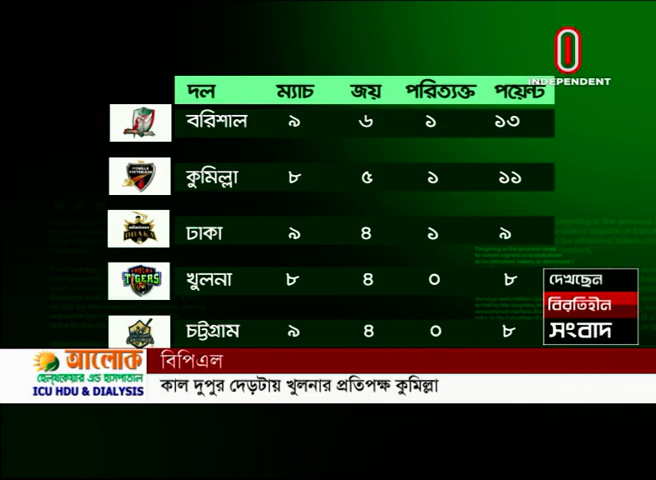 INDEPENDENT
দল ম্যাচ জয় পরিত্যক্ত পয়েন্ট
বরিশাল ৯ ৬ ১ ১৩
কুমিল্লা ৮ ৫ ১ ১১
DHAKA ঢাকা ৯ ৪ ১ ৯
TIGERS খুলনা ৮ ৪ ০ ৮
চট্টগ্রাম ৯ ৪ ০ ৮
দেখছেন
বিরতিহীন
সংবাদ
আলোক
হেলথকেয়ার এন্ড হাসপাতাল
ICU HDU & DIALYSIS
বিপিএল
কাল দুপুর দেড়টায় খুলনার প্রতিপক্ষ কুমিল্লা